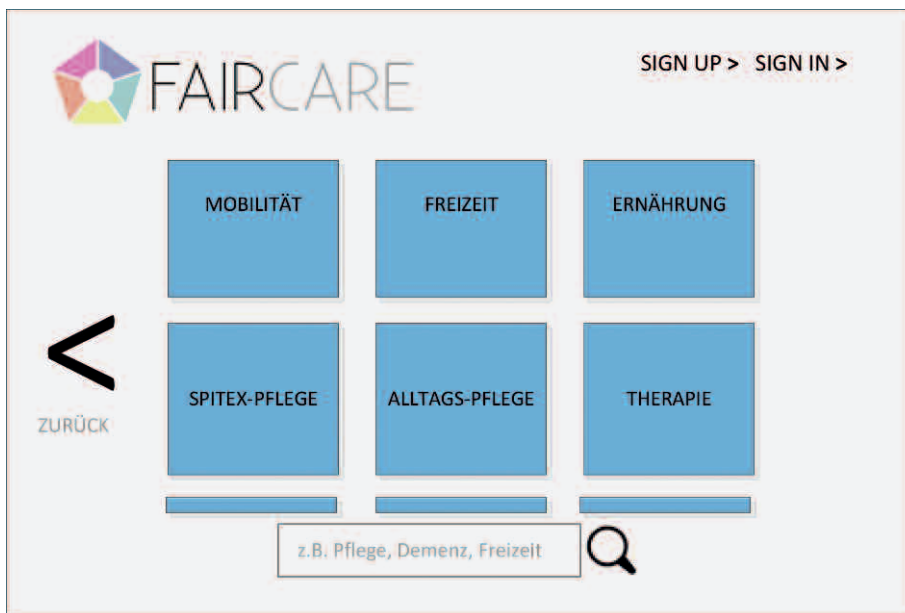 FAIRCARE
SIGN UP > SIGN IN >
MOBILITÄT
FREIZEIT
ERNÄHRUNG
<
ZURÜCK
SPITEX-PFLEGE
ALLTAGS-PFLEGE
THERAPIE
z.B. Pflege, Demenz, Freizeit